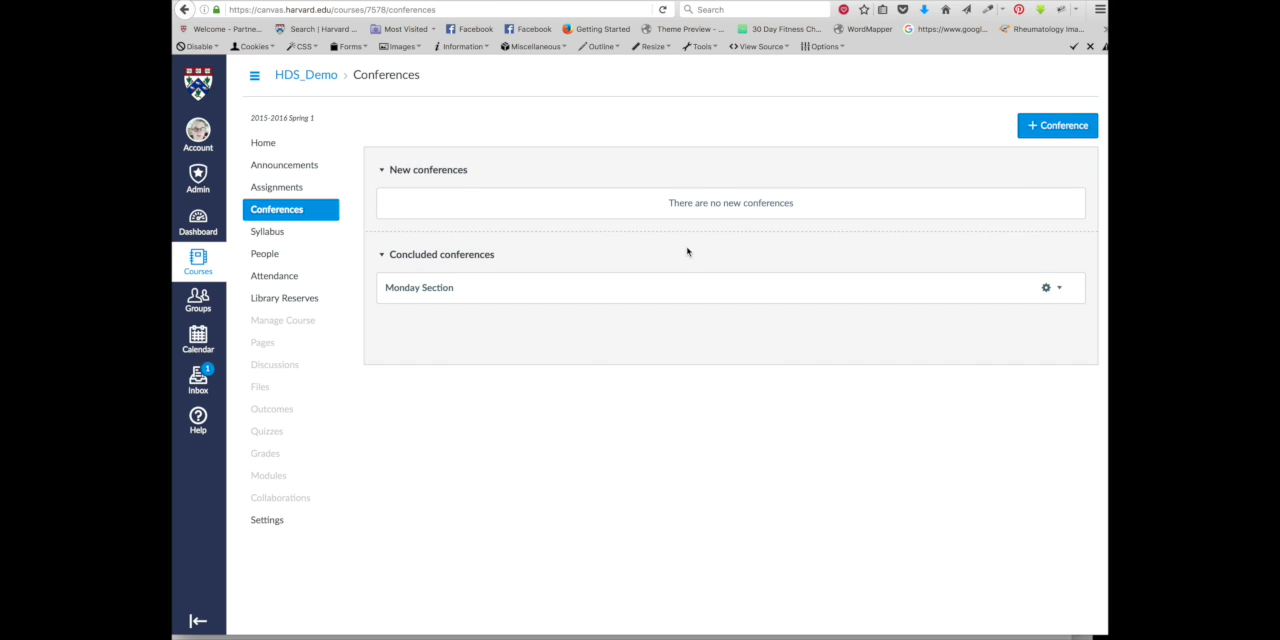 https://canvas.harvard.edu/courses/7578/conferences
Search
Welcome - Partne...
Search | Harvard ...
Most Visited
Facebook
Facebook
Getting Started
Theme Preview - ...
30 Day Fitness Ch...
WordMapper
https://www.googl...
Rheumatology Ima...
Disable
Cookies
CSS
Forms
Images
Information
Miscellaneous
Outline
Resize
Tools
View Source
Options
HDS_Demo > Conferences
2015-2016 Spring 1
+ Conference
Account
Admin
Dashboard
Courses
Groups
Calendar
1
Inbox
Help
Home
Announcements
Assignments
Conferences
Syllabus
People
Attendance
Library Reserves
Manage Course
Pages
Discussions
Files
Outcomes
Quizzes
Grades
Modules
Collaborations
Settings
New conferences
There are no new conferences
Concluded conferences
Monday Section